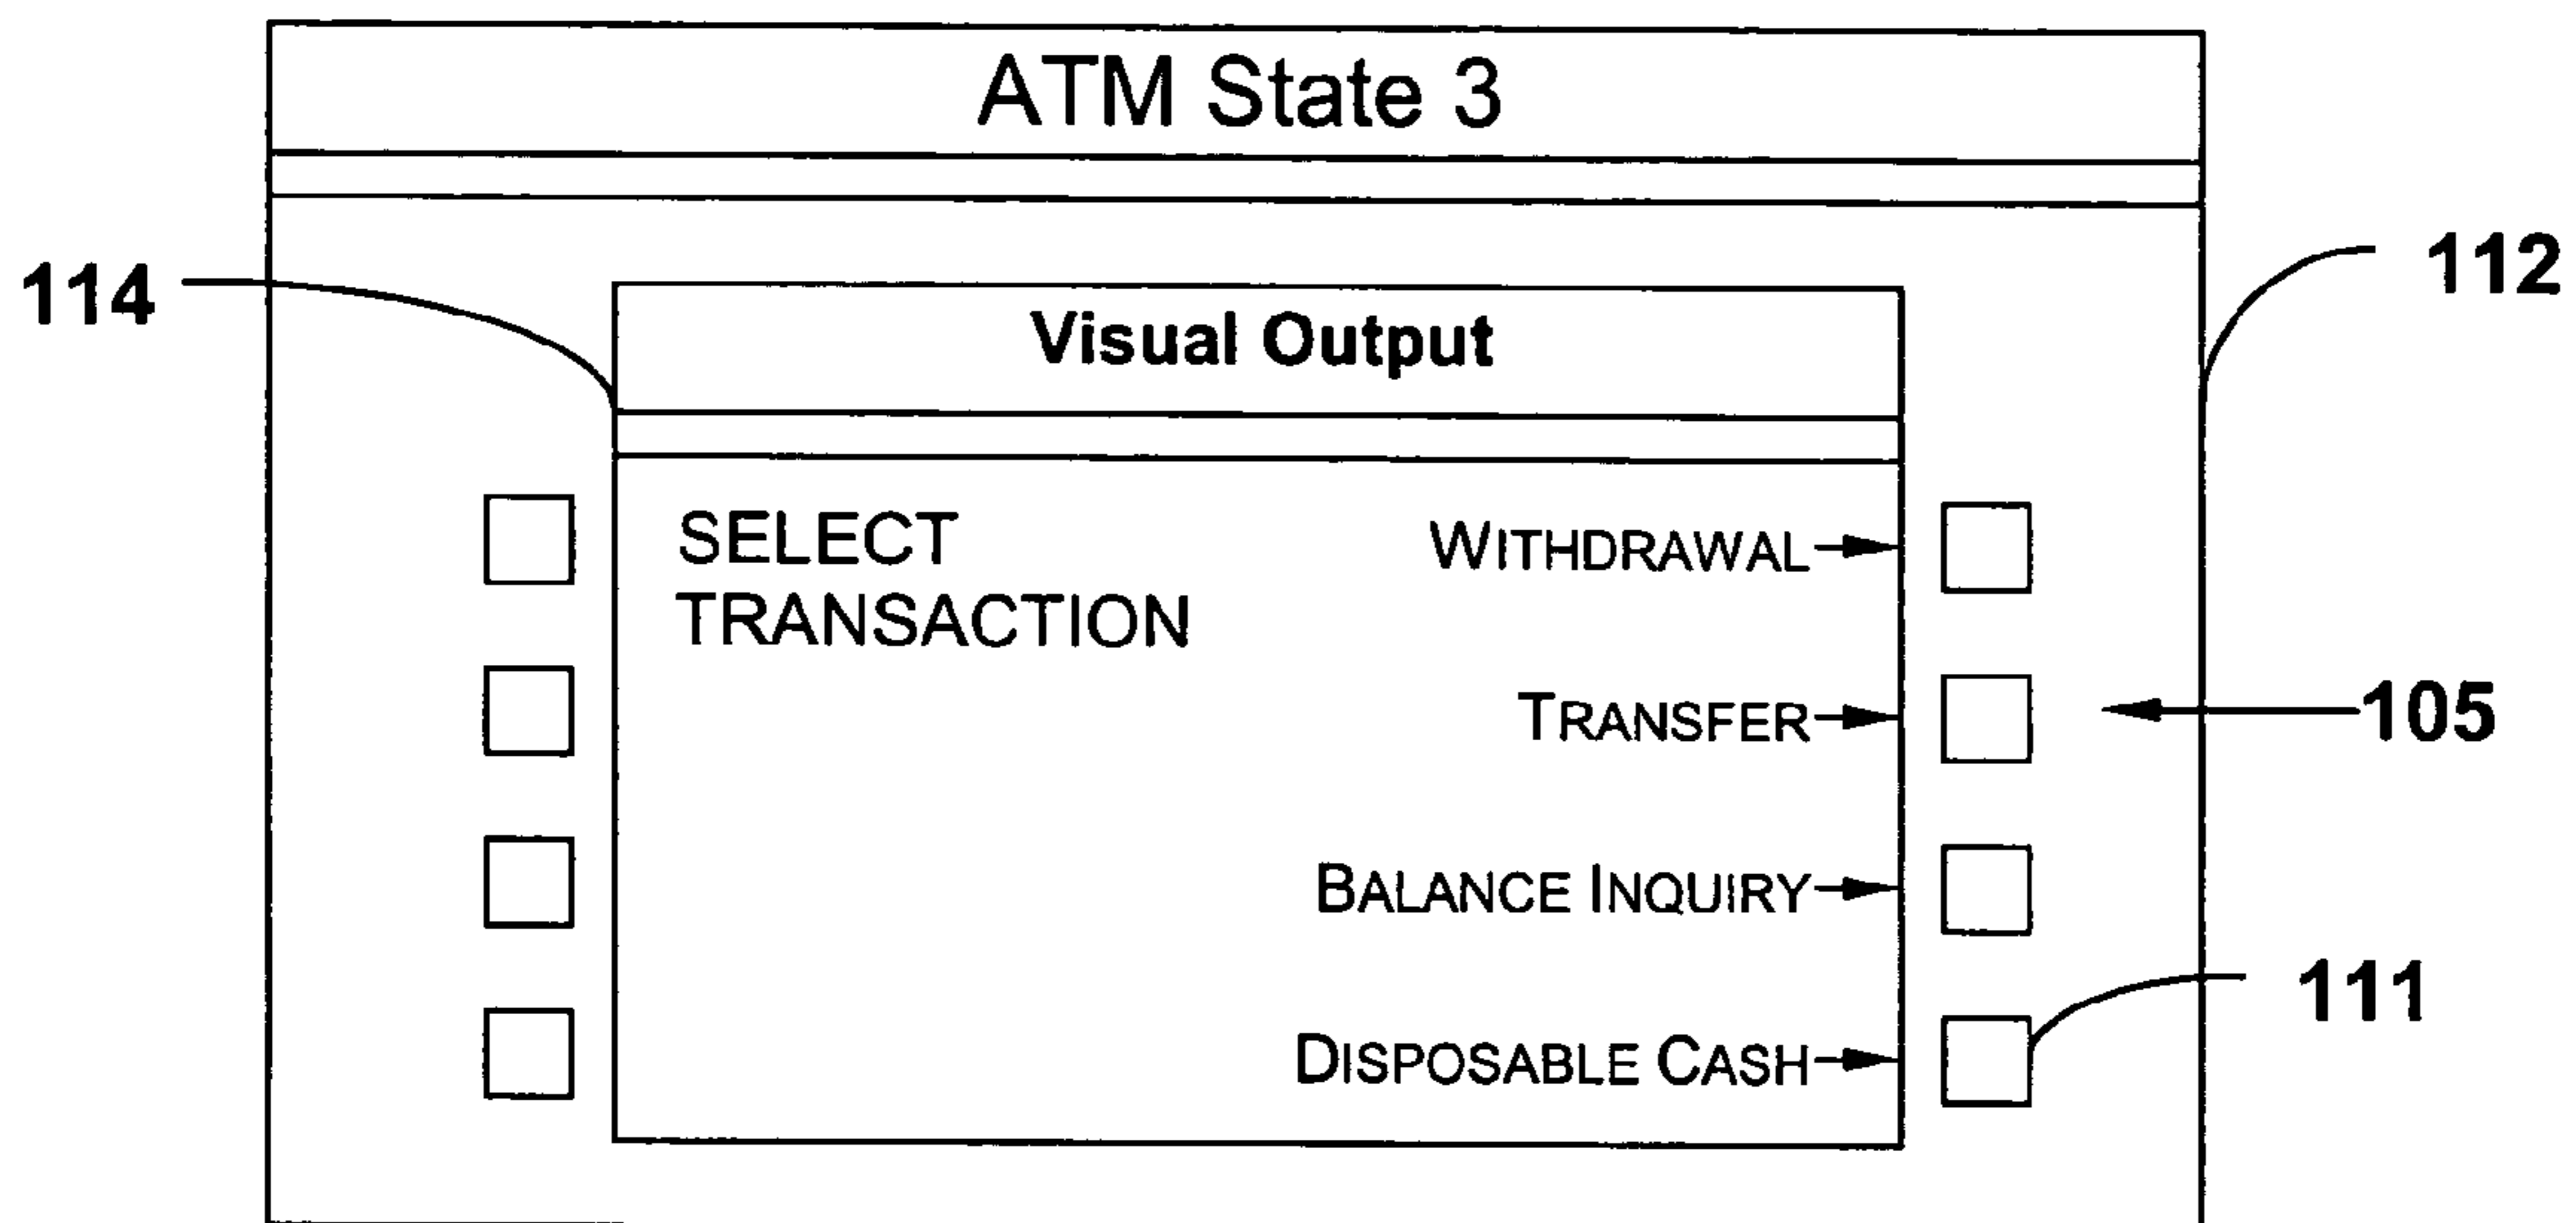 ATM State 3
114
112
Visual Output
SELECT
TRANSACTION
WITHDRAWAL
TRANSFER
105
BALANCE INQUIRY
111
DISPOSABLE CASH